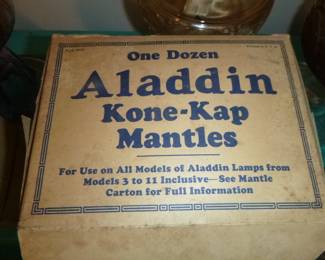 One Dozen
Aladdin
Kone-Kap
Mantles
For Use on All Models of Aladdin Lamps from
Models 3 to 11 Inclusive—See Mantle
Carton for Full Information